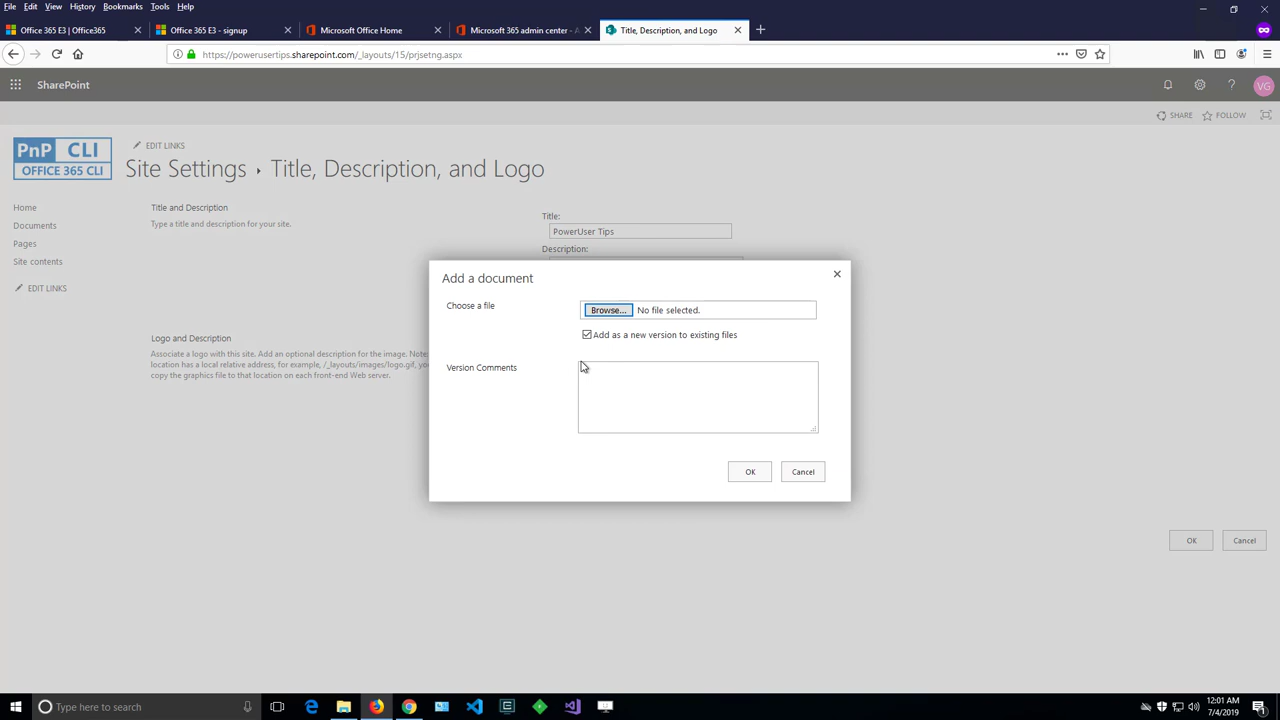 File Edit View History Bookmarks Tools Help
Office 365 E3 | Office365
Office 365 E3 - signup
Microsoft Office Home
Microsoft 365 admin center - A
Title, Description, and Logo
https://powerusertips.sharepoint.com/_layouts/15/prjsetng.aspx
SharePoint
VG
SHARE
FOLLOW
PnP CLI
OFFICE 365 CLI
EDIT LINKS
Site Settings ▸ Title, Description, and Logo
Home
Documents
Pages
Site contents
EDIT LINKS
Title and Description
Type a title and description for your site.
Title:
PowerUser Tips
Description:
Logo and Description
Associate a logo with this site. Add an optional description for the image. Note:
location has a local relative address, for example, /_layouts/images/logo.gif, you
copy the graphics file to that location on each front-end Web server.
Add a document
Choose a file
Browse... No file selected.
Add as a new version to existing files
Version Comments
OK
Cancel
OK
Cancel
Type here to search
12:01 AM
7/4/2019